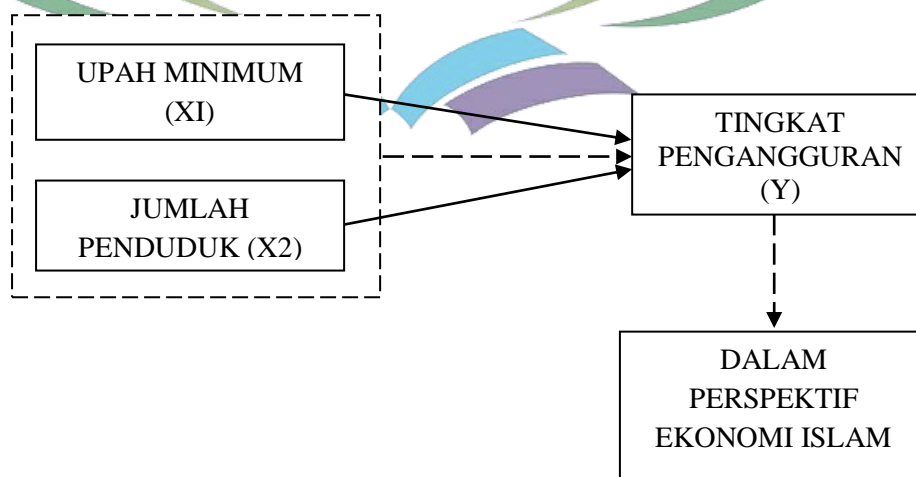 UPAH MINIMUM
(XI)
JUMLAH
PENDUDUK (X2)
TINGKAT
PENGANGGURAN
(Y)
DALAM
PERSPEKTIF
EKONOMI ISLAM